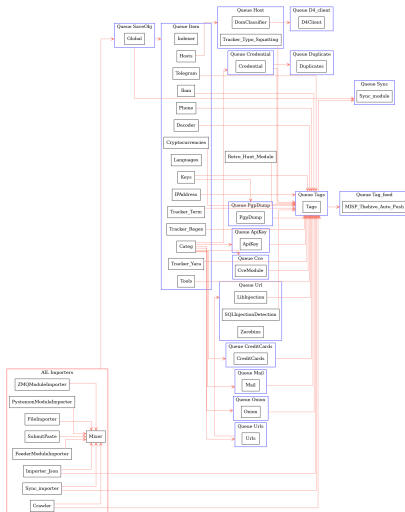 Queue SaveObj
Global
Queue Item
Indexer
Hosts
Telegram
Iban
Phone
Decoder
Cryptocurrencies
Languages
Keys
IPAddress
Tracker_Term
Tracker_Regex
Categ
Tracker_Yara
Tools
Queue Host
DomClassifier
Tracker_Typo_Squatting
Queue D4_client
D4Client
Queue Credential
Credential
Queue Duplicate
Duplicates
Queue Sync
Sync_module
Retro_Hunt_Module
Queue Tags
Tags
Queue Tag_feed
MISP_Thehive_Auto_Push
Queue PgpDump
PgpDump
Queue ApiKey
ApiKey
Queue Cve
CveModule
Queue Url
LibInjection
SQLInjectionDetection
Zerobins
Queue CreditCards
CreditCards
Queue Mail
Mail
Queue Onion
Onion
Queue Urls
Urls
AIL Importers
ZMQModuleImporter
PystemonModuleImporter
FileImporter
SubmitPaste
FeederModuleImporter
Importer_Json
Sync_importer
Crawler
Mixer